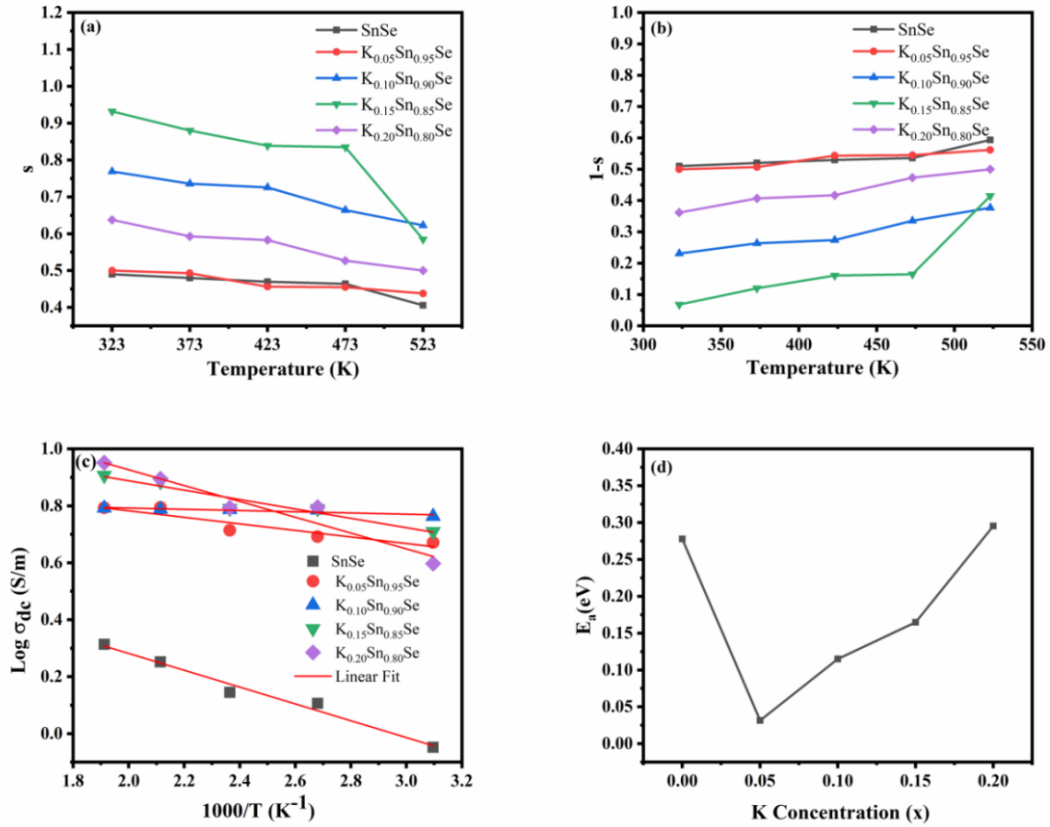 (a)
SnSe
K0.05Sn0.95Se
K0.10Sn0.90Se
K0.15Sn0.85Se
K0.20Sn0.80Se
1.2
1.1
1.0
0.9
0.8
0.7
0.6
0.5
0.4
s
323 373 423 473 523
Temperature (K)
(b)
SnSe
K0.05Sn0.95Se
K0.10Sn0.90Se
K0.15Sn0.85Se
K0.20Sn0.80Se
1.0
0.9
0.8
0.7
0.6
0.5
0.4
0.3
0.2
0.1
0.0
1-s
300 350 400 450 500 550
Temperature (K)
(c)
1.0
0.8
0.6
0.4
0.2
0.0
Log σdc (S/m)
SnSe
K0.05Sn0.95Se
K0.10Sn0.90Se
K0.15Sn0.85Se
K0.20Sn0.80Se
Linear Fit
1.8 2.0 2.2 2.4 2.6 2.8 3.0 3.2
1000/T (K-1)
(d)
0.40
0.35
0.30
0.25
0.20
0.15
0.10
0.05
0.00
Ea(eV)
0.00 0.05 0.10 0.15 0.20
K Concentration (x)